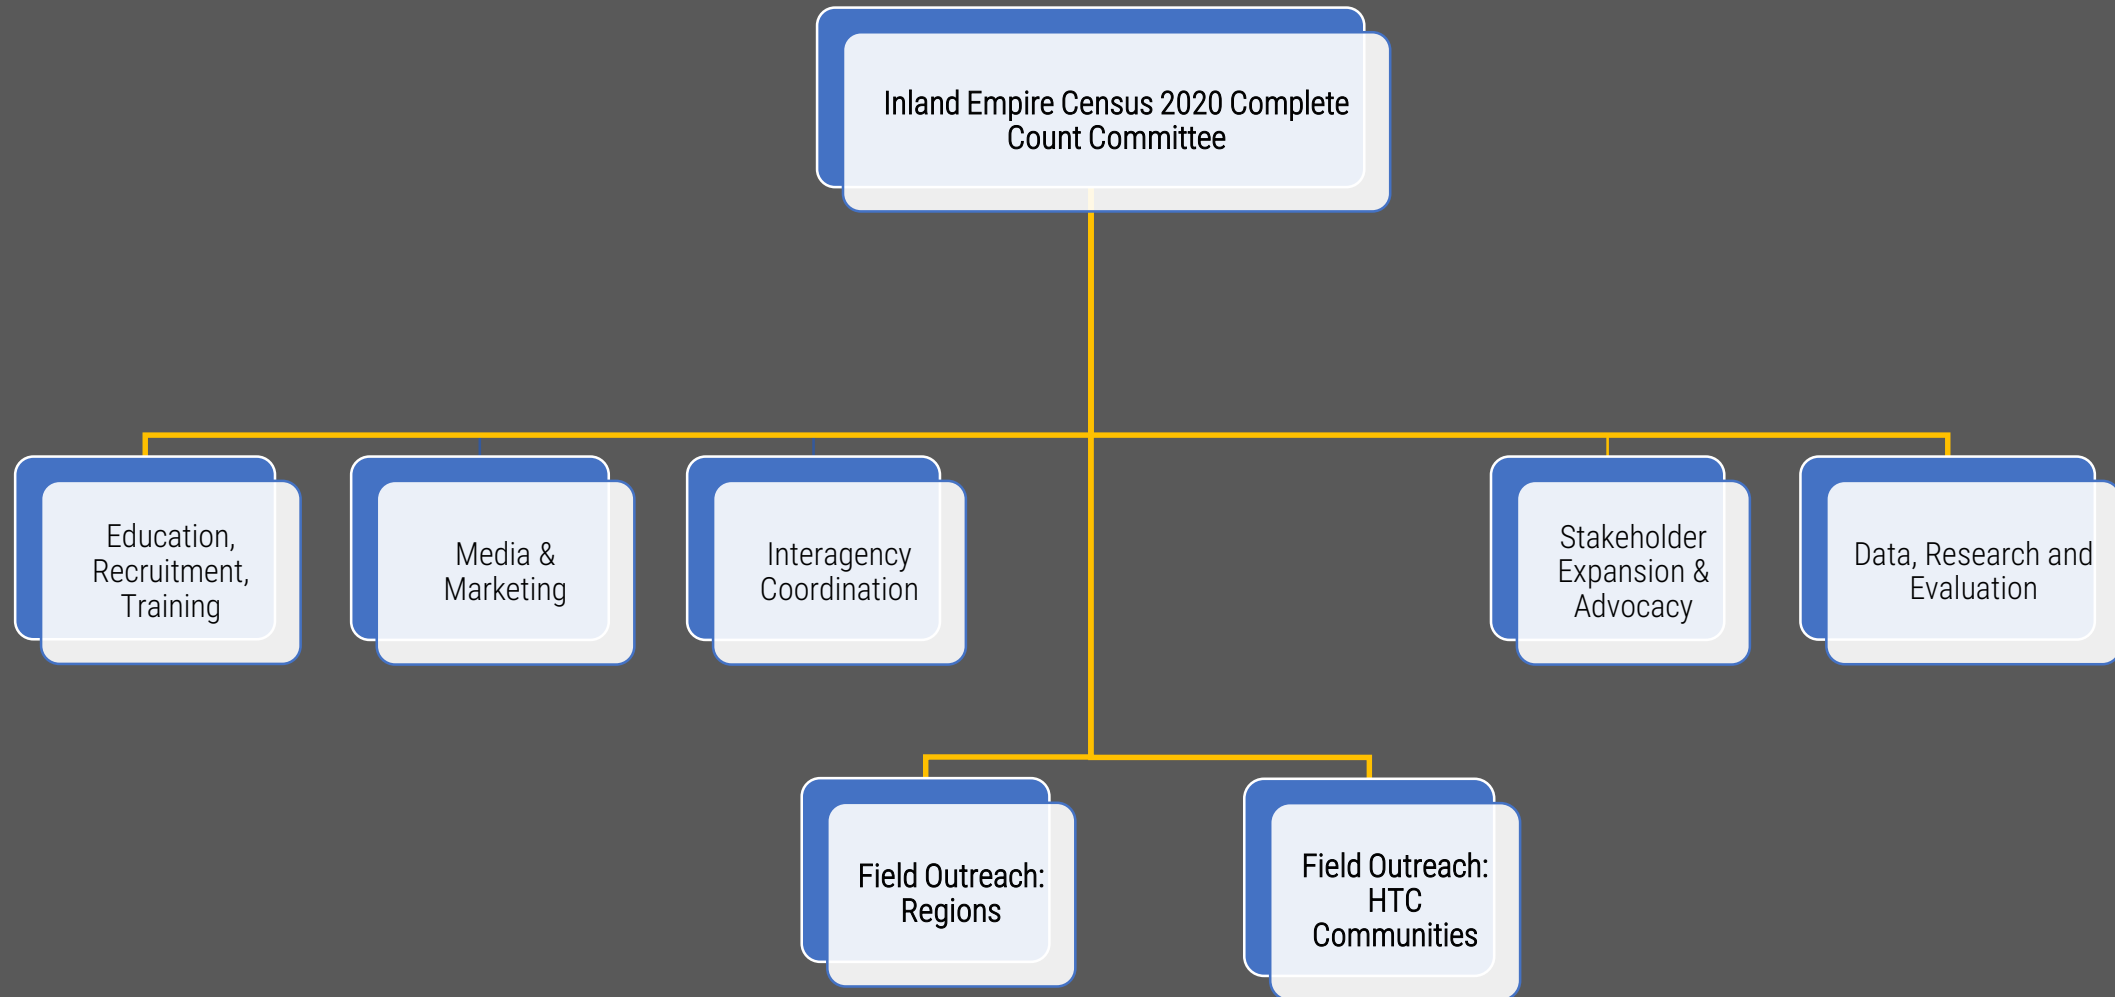 Inland Empire Census 2020 Complete
Count Committee
Education,
Recruitment,
Training
Media &
Marketing
Interagency
Coordination
Stakeholder
Expansion &
Advocacy
Data, Research and
Evaluation
Field Outreach:
Regions
Field Outreach:
HTC
Communities